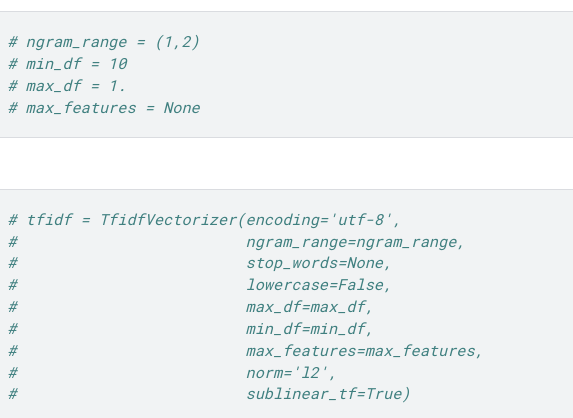 # ngram_range = (1,2)
# min_df = 10
# max_df = 1.
# max_features = None
# tfidf = TfidfVectorizer(encoding='utf-8',
#                         ngram_range=ngram_range,
#                         stop_words=None,
#                         lowercase=False,
#                         max_df=max_df,
#                         min_df=min_df,
#                         max_features=max_features,
#                         norm='l2',
#                         sublinear_tf=True)